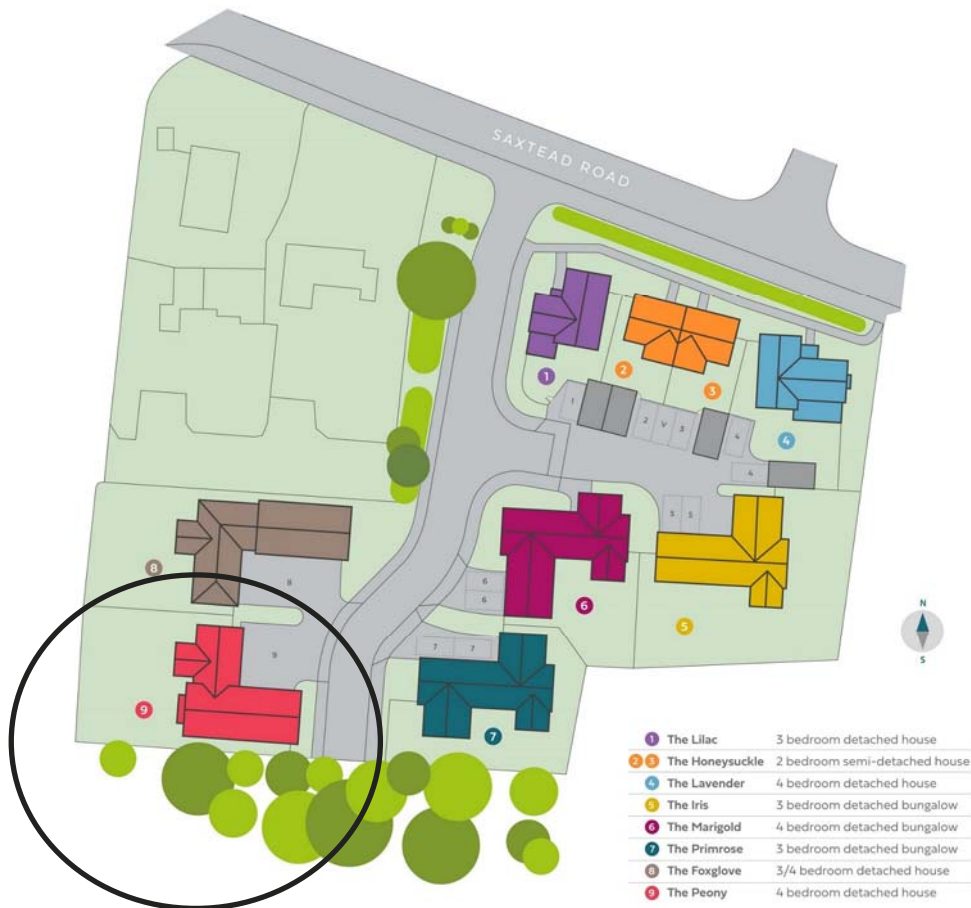 SAXTEAD ROAD
1
2
3
4
1
2
V
3
4
4
5
5
6
6
6
5
8
8
9
9
7
7
7
N
S
1 The Lilac 3 bedroom detached house
2 3 The Honeysuckle 2 bedroom semi-detached house
4 The Lavender 4 bedroom detached house
5 The Iris 3 bedroom detached bungalow
6 The Marigold 4 bedroom detached bungalow
7 The Primrose 3 bedroom detached bungalow
8 The Foxglove 3/4 bedroom detached house
9 The Peony 4 bedroom detached house